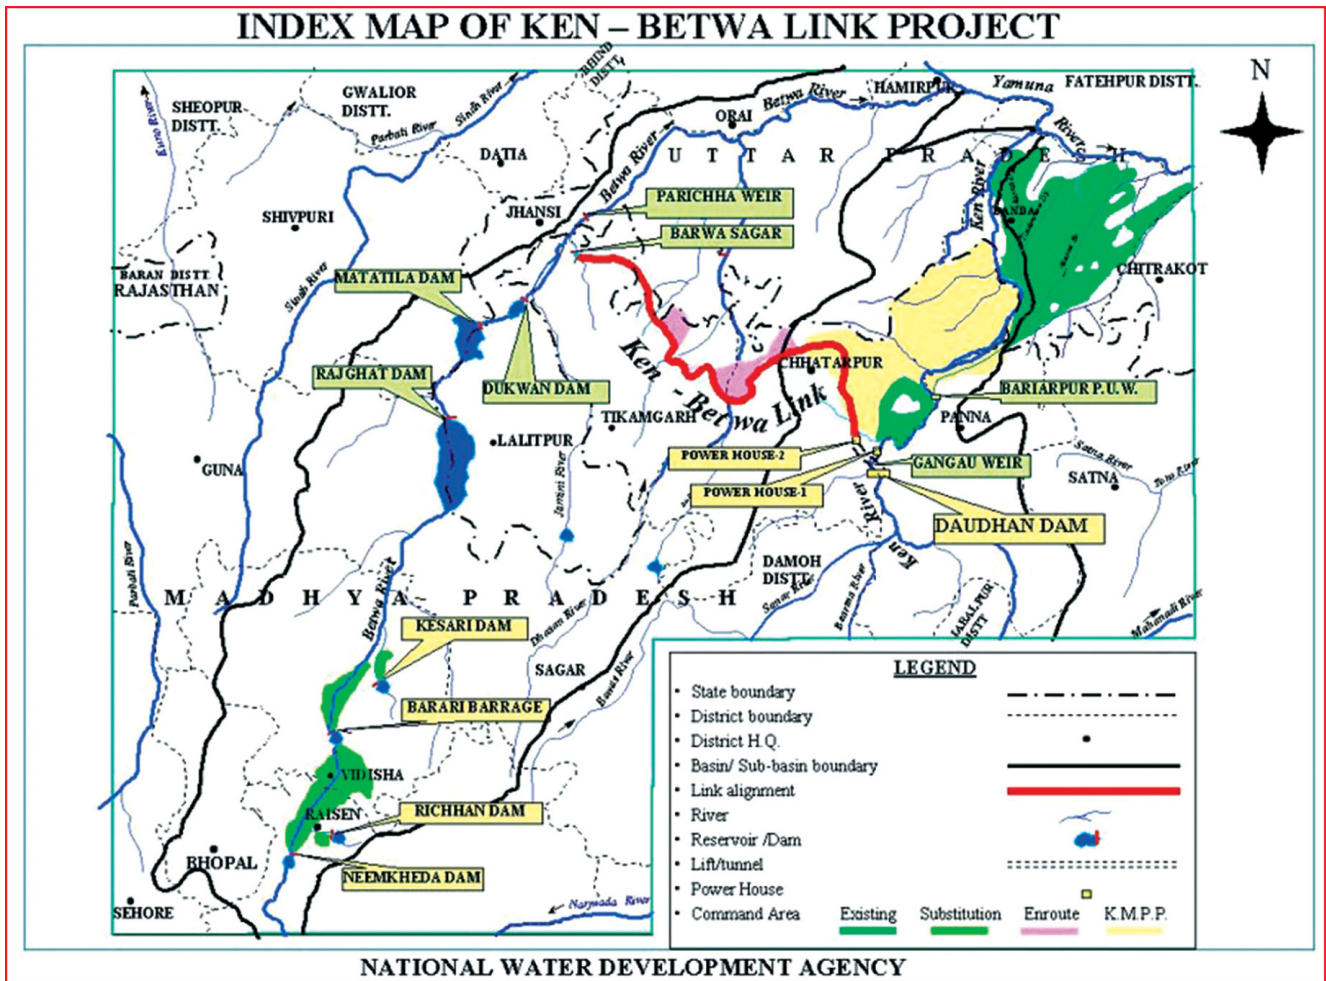 INDEX MAP OF KEN – BETWA LINK PROJECT
N
BHIND
DISTT.
SHEOPUR
DISTT.
GWALIOR
DISTT.
Parbati River
Sindh River
DATIA
ORAI
Betwa River
HAMIRPUR
Yamuna
River
FATEHPUR DISTT.
UTTAR PRADESH
Betwa River
Ken River
BANDA
SHIVPURI
JHANSI
PARICHHA WEIR
BARWA SAGAR
CHITRAKOT
BARAN DISTT.
RAJASTHAN
Sindh River
MATATILA DAM
RAJGHAT DAM
DUKWAN DAM
Ken - Betwa Link
CHHATARPUR
BARIARPUR P.U.W.
PANNA
TIKAMGARH
LALITPUR
GUNA
POWER HOUSE-2
GANGAU WEIR
POWER HOUSE-1
DAUDHAN DAM
Satna River
SATNA
Jamini River
Ken River
Parbati River
DAMOH
DISTT.
Sonar River
Bearma River
JABALPUR
DISTT
Mahanadi River
MADHYA PRADESH
Betwa River
KESARI DAM
Dhasan River
SAGAR
BARARI BARRAGE
VIDISHA
RAISEN
RICHHAN DAM
BHOPAL
NEEMKHEDA DAM
SEHORE
Narmada River
LEGEND
• State boundary
• District boundary
• District H.Q.
• Basin/ Sub-basin boundary
• Link alignment
• River
• Reservoir /Dam
• Lift/tunnel
• Power House
• Command Area Existing Substitution Enroute K.M.P.P.
NATIONAL WATER DEVELOPMENT AGENCY